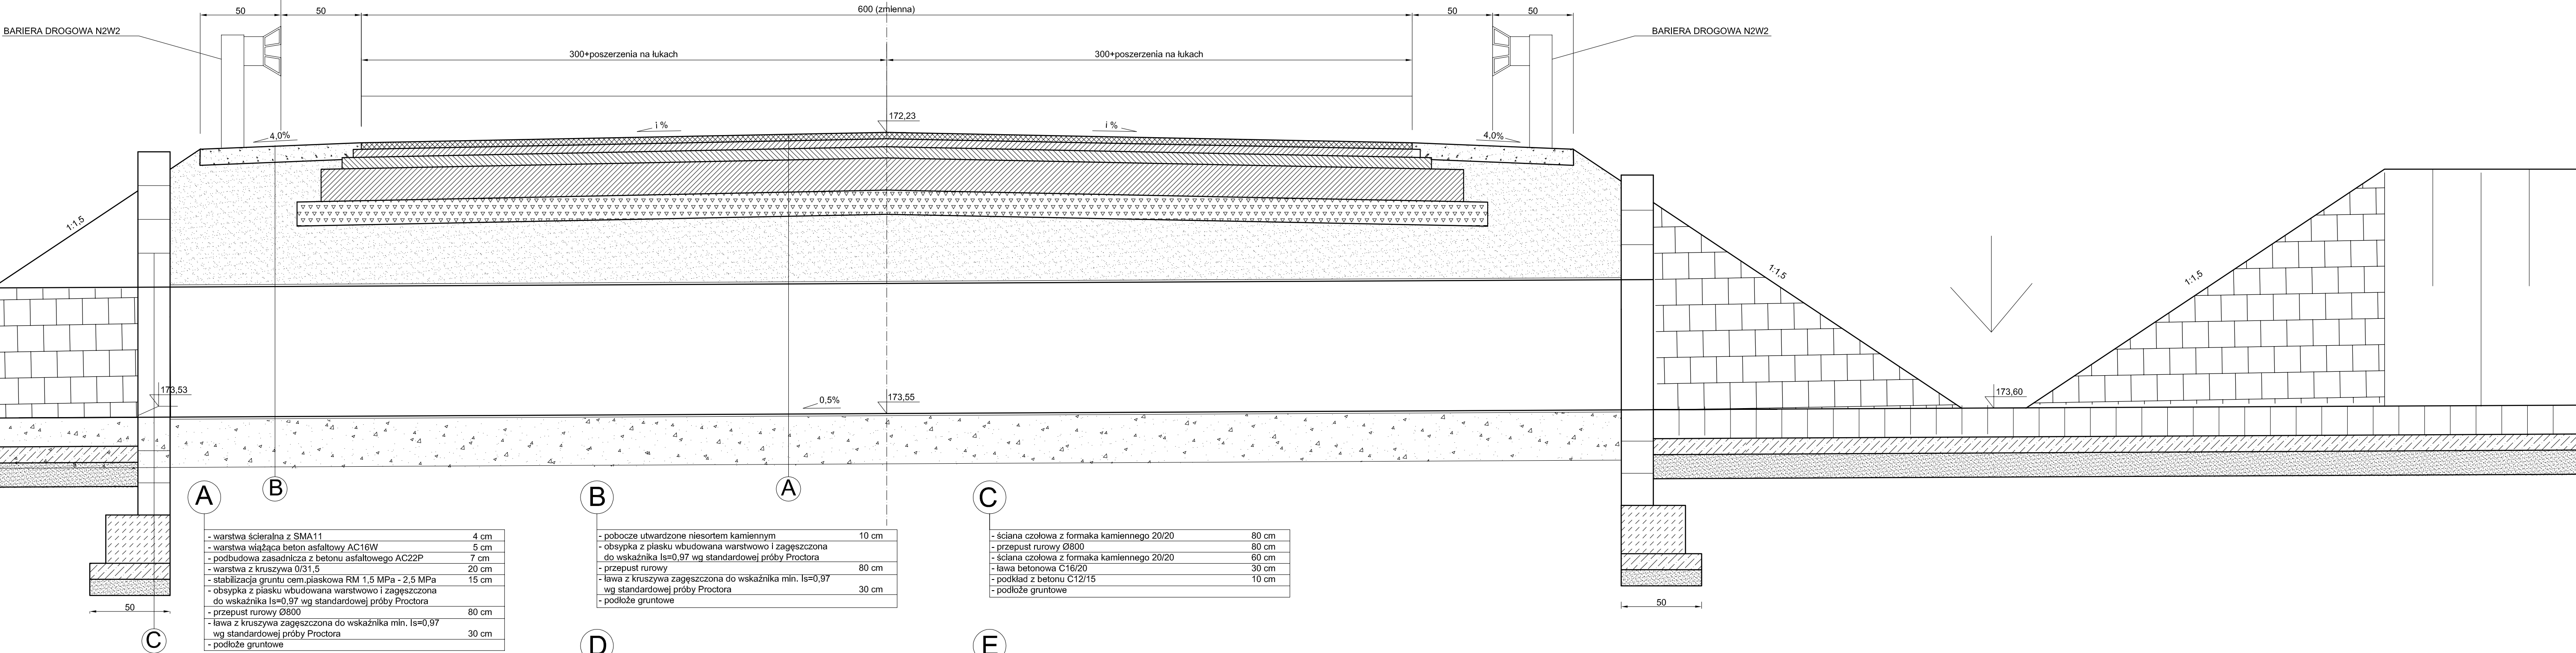 50
50
600 (zmienna)
50
50
BARIERA DROGOWA N2W2
BARIERA DROGOWA N2W2
300+poszerzenia na łukach
300+poszerzenia na łukach
172,23
4,0%
i %
i %
4,0%
1:1,5
1:1,5
1:1,5
173,53
0,5%
173,55
173,60
B
A
A
- warstwa ścieralna z SMA11 4 cm
- warstwa wiążąca beton asfaltowy AC16W 5 cm
- podbudowa zasadnicza z betonu asfaltowego AC22P 7 cm
- warstwa z kruszywa 0/31,5 20 cm
- stabilizacja gruntu cem.piaskowa RM 1,5 MPa - 2,5 MPa 15 cm
- obsypka z piasku wbudowana warstwowo i zagęszczona
do wskaźnika Is=0,97 wg standardowej próby Proctora
- przepust rurowy Ø800 80 cm
- ława z kruszywa zagęszczona do wskaźnika min. Is=0,97
wg standardowej próby Proctora 30 cm
- podłoże gruntowe
B
- pobocze utwardzone niesortem kamiennym 10 cm
- obsypka z piasku wbudowana warstwowo i zagęszczona
do wskaźnika Is=0,97 wg standardowej próby Proctora
- przepust rurowy 80 cm
- ława z kruszywa zagęszczona do wskaźnika min. Is=0,97
wg standardowej próby Proctora 30 cm
- podłoże gruntowe
C
- ściana czołowa z formaka kamiennego 20/20 80 cm
- przepust rurowy Ø800 80 cm
- ściana czołowa z formaka kamiennego 20/20 60 cm
- ława betonowa C16/20 30 cm
- podkład z betonu C12/15 10 cm
- podłoże gruntowe
50
50
C
D
E